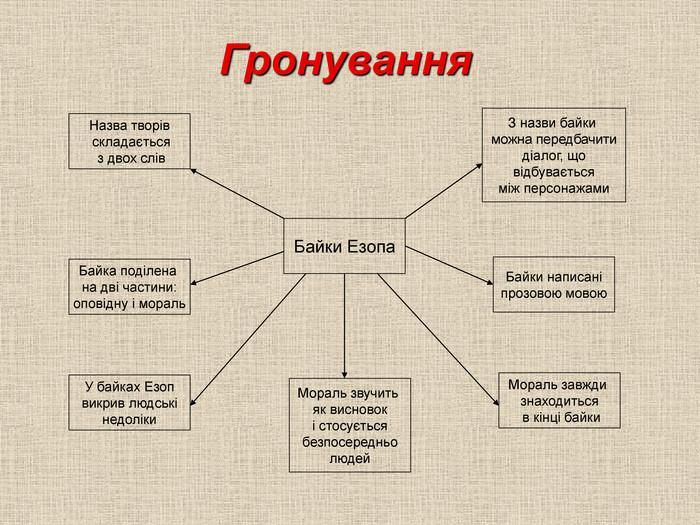 Гронування
Назва творів
складається
з двох слів
З назви байки
можна передбачити
діалог, що
відбувається
між персонажами
Байки Езопа
Байка поділена
на дві частини:
оповідну і мораль
Байки написані
прозовою мовою
У байках Езоп
викрив людські
недоліки
Мораль звучить
як висновок
і стосується
безпосередньо
людей
Мораль завжди
знаходиться
в кінці байки